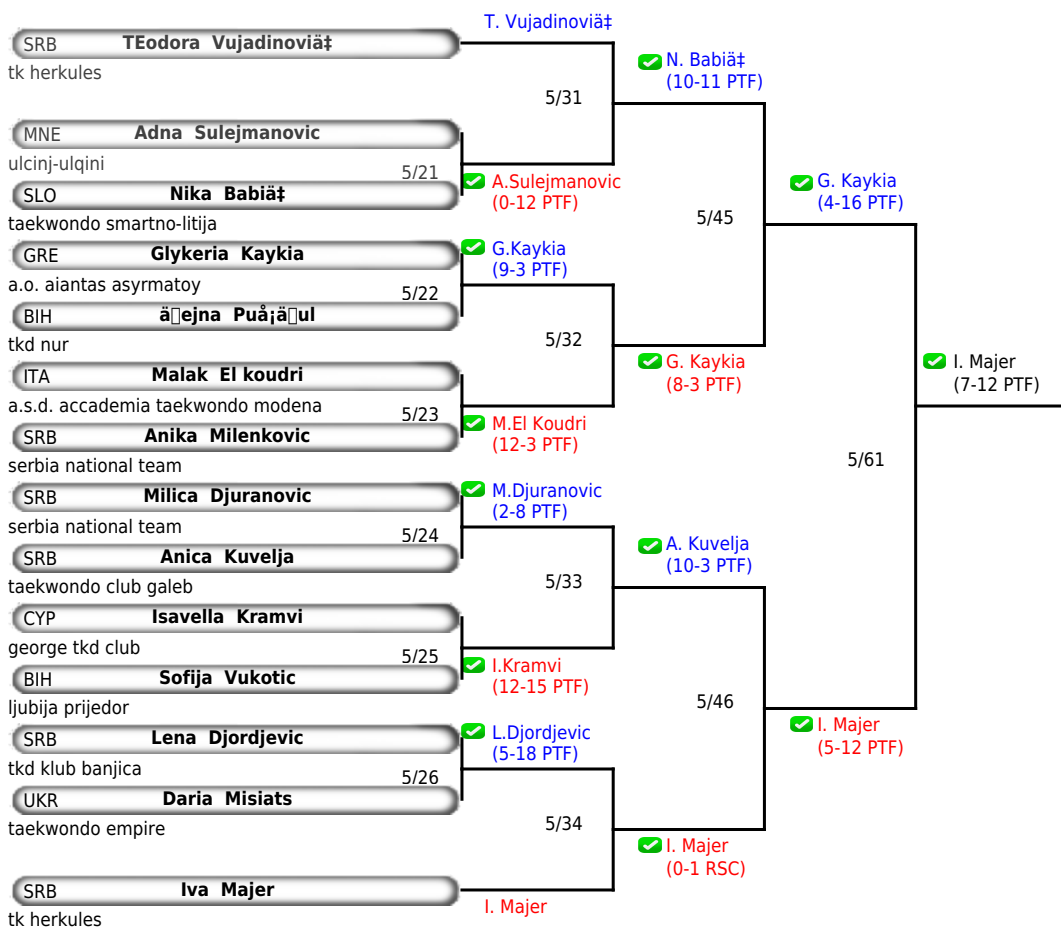 T. Vujadinoviä‡
SRB TEodora Vujadinoviä‡
tk herkules
N. Babiä‡
(10-11 PTF)
5/31
MNE Adna Sulejmanovic
ulcinj-ulqini
5/21
A.Sulejmanovic
(0-12 PTF)
SLO Nika Babiä‡
taekwondo smartno-litija
G. Kaykia
(4-16 PTF)
5/45
GRE Glykeria Kaykia
a.o. aiantas asyrmatoy
G.Kaykia
(9-3 PTF)
5/22
BIH ä▯ejna Puå¡ä▯ul
tkd nur
5/32
ITA Malak El koudri
a.s.d. accademia taekwondo modena
G. Kaykia
(8-3 PTF)
I. Majer
(7-12 PTF)
5/23
M.El Koudri
(12-3 PTF)
SRB Anika Milenkovic
serbia national team
5/61
SRB Milica Djuranovic
serbia national team
M.Djuranovic
(2-8 PTF)
5/24
SRB Anica Kuvelja
taekwondo club galeb
A. Kuvelja
(10-3 PTF)
5/33
CYP Isavella Kramvi
george tkd club
5/25
I.Kramvi
(12-15 PTF)
BIH Sofija Vukotic
ljubija prijedor
5/46
I. Majer
(5-12 PTF)
SRB Lena Djordjevic
tkd klub banjica
L.Djordjevic
(5-18 PTF)
5/26
UKR Daria Misiats
taekwondo empire
5/34
I. Majer
(0-1 RSC)
SRB Iva Majer
tk herkules
I. Majer